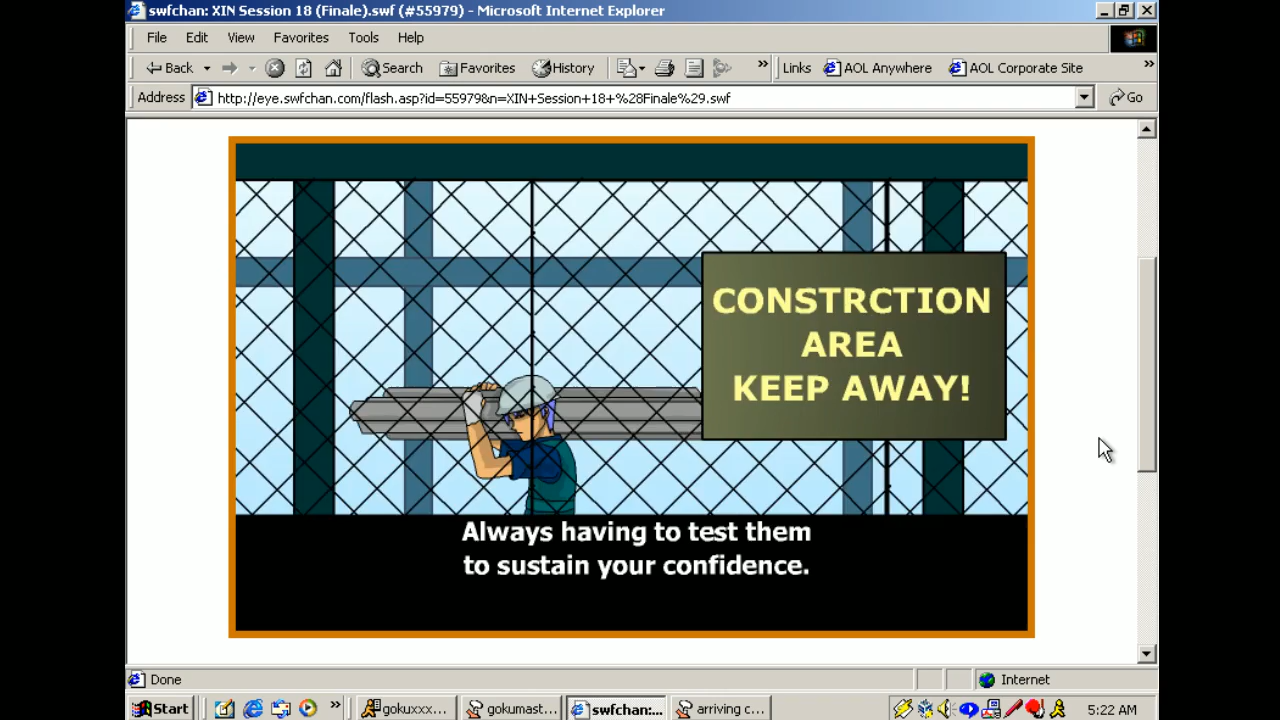 swfchan: XIN Session 18 (Finale).swf (#55979) - Microsoft Internet Explorer
File Edit View Favorites Tools Help
Back Search Favorites History » Links AOL Anywhere AOL Corporate Site »
Address http://eye.swfchan.com/flash.asp?id=55979&n=XIN+Session+18+%28Finale%29.swf Go
CONSTRCTION
AREA
KEEP AWAY!
Always having to test them
to sustain your confidence.
Done Internet
Start » gokuxxx... gokumast... swfchan:... arriving c... 5:22 AM